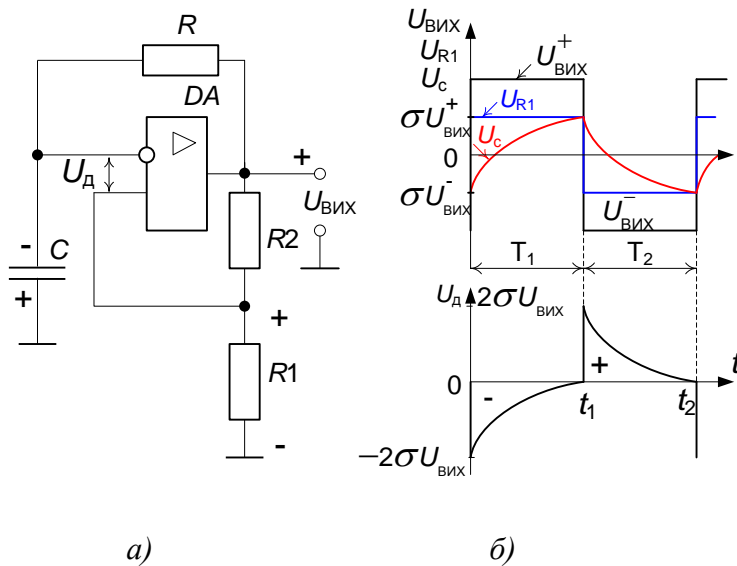 R
DA
U_Д
C
-
+
+
U_ВИХ
R2
+
R1
-
а)
U_ВИХ
U_R1
U_c
U⁺_ВИХ
σU⁺_ВИХ
U_R1
U_c
0
σU⁻_ВИХ
U⁻_ВИХ
T₁
T₂
U_Д
2σU_ВИХ
0
-
+
t₁
t₂
t
−2σU_ВИХ
б)